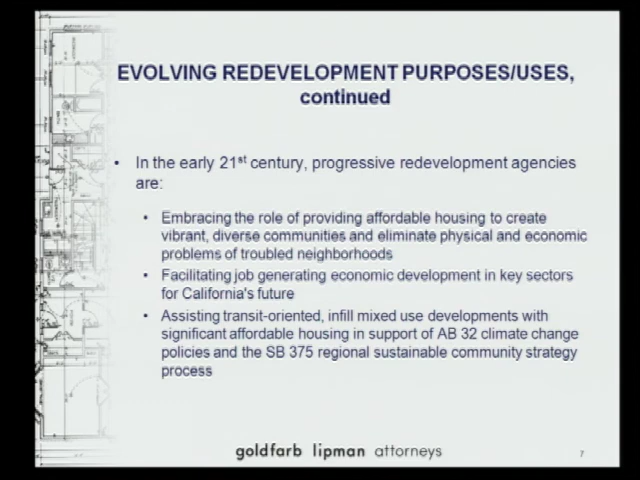 EVOLVING REDEVELOPMENT PURPOSES/USES,
continued
• In the early 21st century, progressive redevelopment agencies
are:
• Embracing the role of providing affordable housing to create
vibrant, diverse communities and eliminate physical and economic
problems of troubled neighborhoods
• Facilitating job generating economic development in key sectors
for California's future
• Assisting transit-oriented, infill mixed use developments with
significant affordable housing in support of AB 32 climate change
policies and the SB 375 regional sustainable community strategy
process
goldfarb lipman attorneys
7